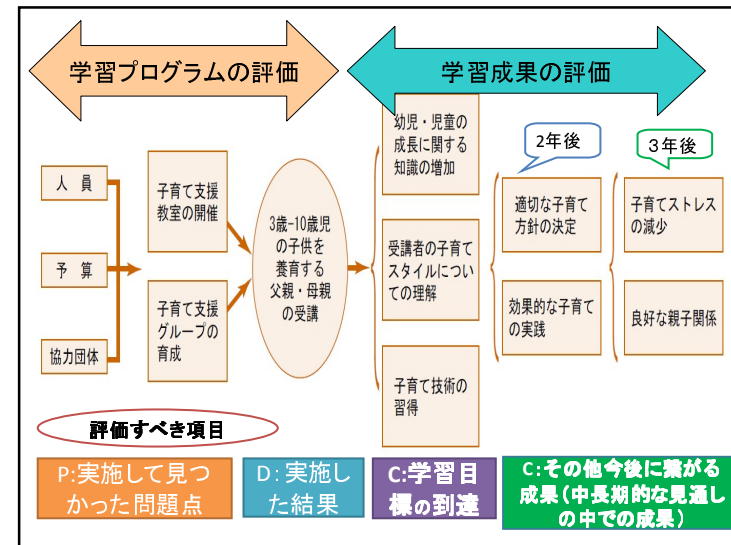 学習プログラムの評価
学習成果の評価
人 員
予 算
協力団体
子育て支援
教室の開催
子育て支援
グループの
育成
3歳-10歳児
の子供を
養育する
父親・母親
の受講
幼児・児童の
成長に関する
知識の増加
受講者の子育て
スタイルについ
ての理解
子育て技術の
習得
2年後
適切な子育て
方針の決定
効果的な子育て
の実践
３年後
子育てストレス
の減少
良好な親子関係
評価すべき項目
P:実施して見つ
かった問題点
D: 実施し
た結果
C:学習目
標の到達
C:その他今後に繋がる
成果(中長期的な見通し
の中での成果)